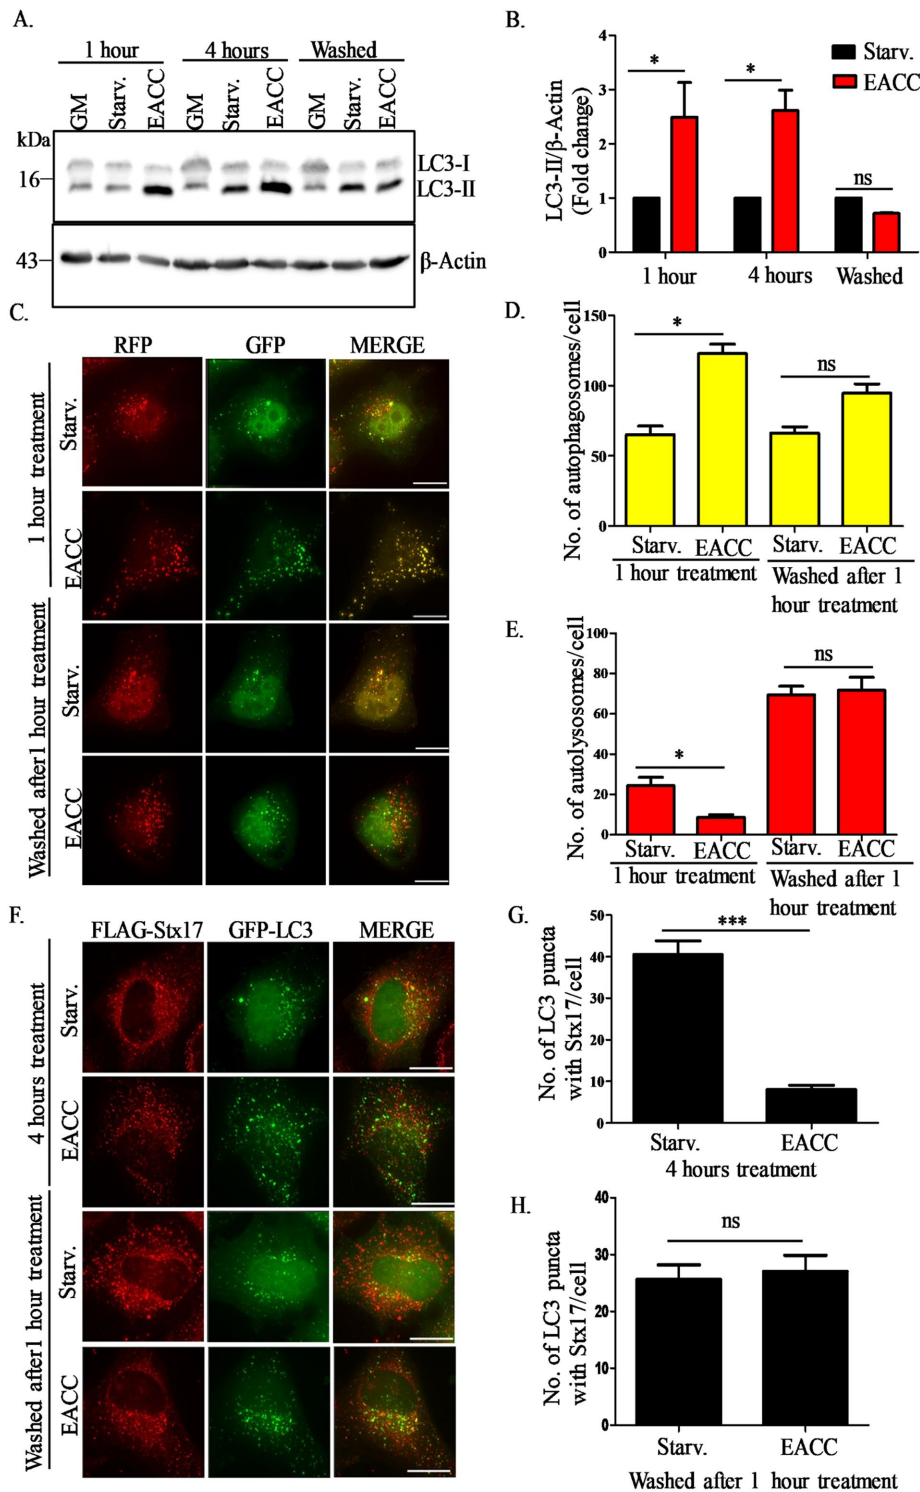 A.
1 hour 4 hours Washed
GM Starv. EACC GM Starv. EACC GM Starv. EACC
kDa
16
LC3-I
LC3-II
43
β-Actin
B.
LC3-II/β-Actin
(Fold change)
4
3
2
1
0
* * ns
Starv.
EACC
1 hour 4 hours Washed
C.
RFP GFP MERGE
1 hour treatment
Starv.
EACC
Washed after1 hour treatment
Starv.
EACC
D.
No. of autophagosomes/cell
150
100
50
0
* ns
Starv. EACC Starv. EACC
1 hour treatment
Washed after 1
hour treatment
E.
No. of autolysosomes/cell
100
80
60
40
20
0
* ns
Starv. EACC Starv. EACC
1 hour treatment
Washed after 1
hour treatment
F.
FLAG-Stx17 GFP-LC3 MERGE
4 hours treatment
Starv.
EACC
Washed after1 hour treatment
Starv.
EACC
G.
No. of LC3 puncta
with Stx17/cell
50
40
30
20
10
0
***
Starv. EACC
4 hours treatment
H.
No. of LC3 puncta
with Stx17/cell
40
30
20
10
0
ns
Starv. EACC
Washed after 1 hour treatment